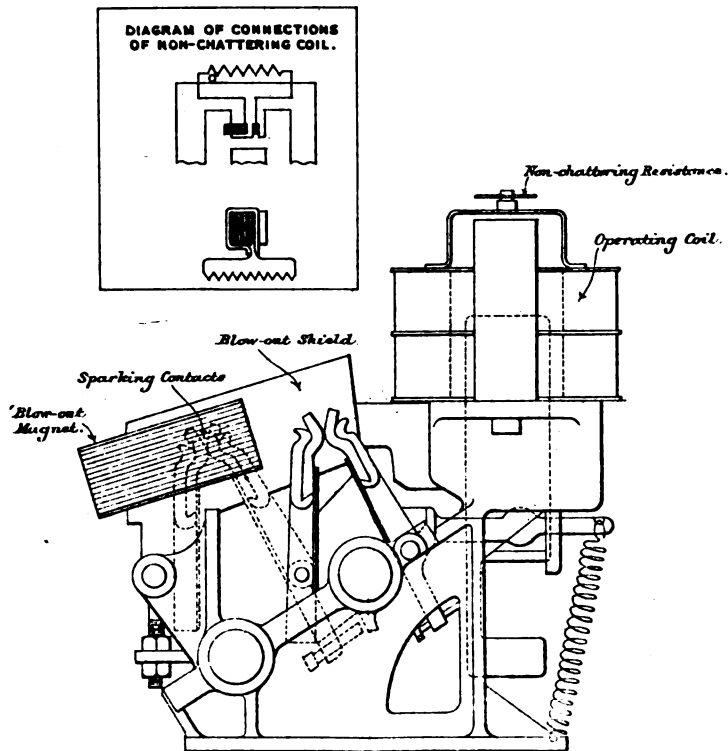 DIAGRAM OF CONNECTIONS
OF NON-CHATTERING COIL.
Non-chattering Resistance.
Operating Coil.
Blow-out Shield.
Sparking Contacts
Blow-out
Magnet.